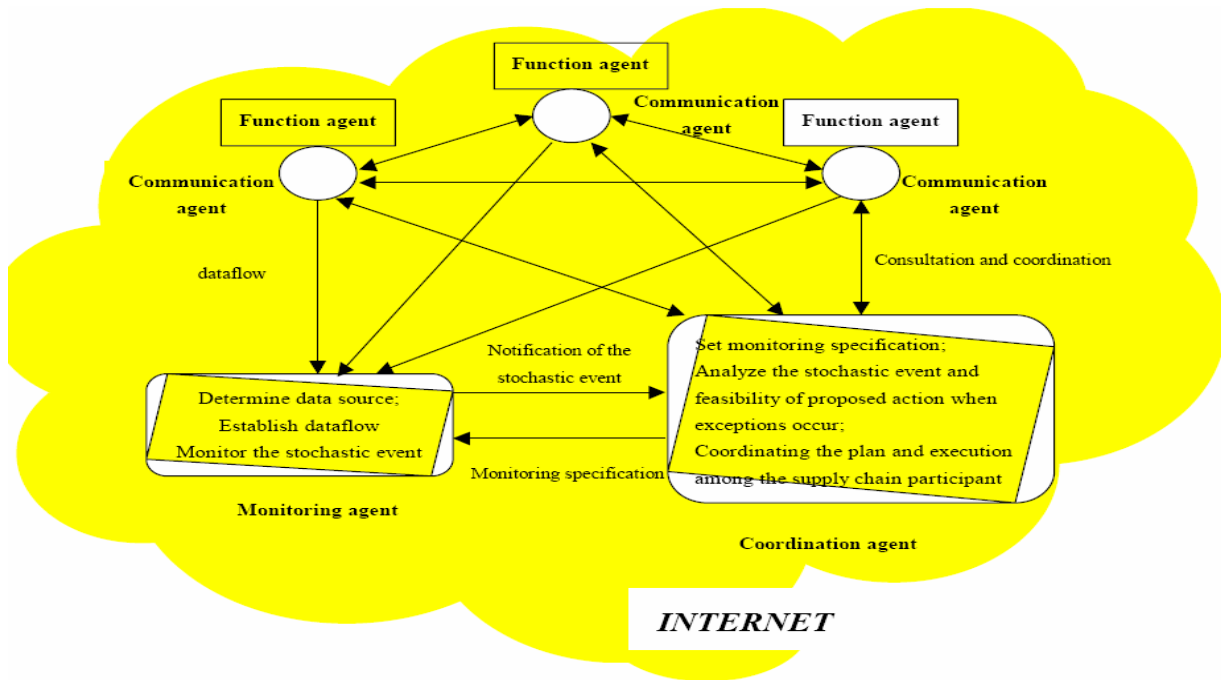 Function agent
Function agent
Communication
agent
Function agent
Communication
agent
Communication
agent
dataflow
Consultation and coordination
Notification of the
stochastic event
Set monitoring specification;
Analyze the stochastic event and
feasibility of proposed action when
exceptions occur;
Coordinating the plan and execution
among the supply chain participant
Determine data source;
Establish dataflow
Monitor the stochastic event
Monitoring specification
Monitoring agent
Coordination agent
INTERNET